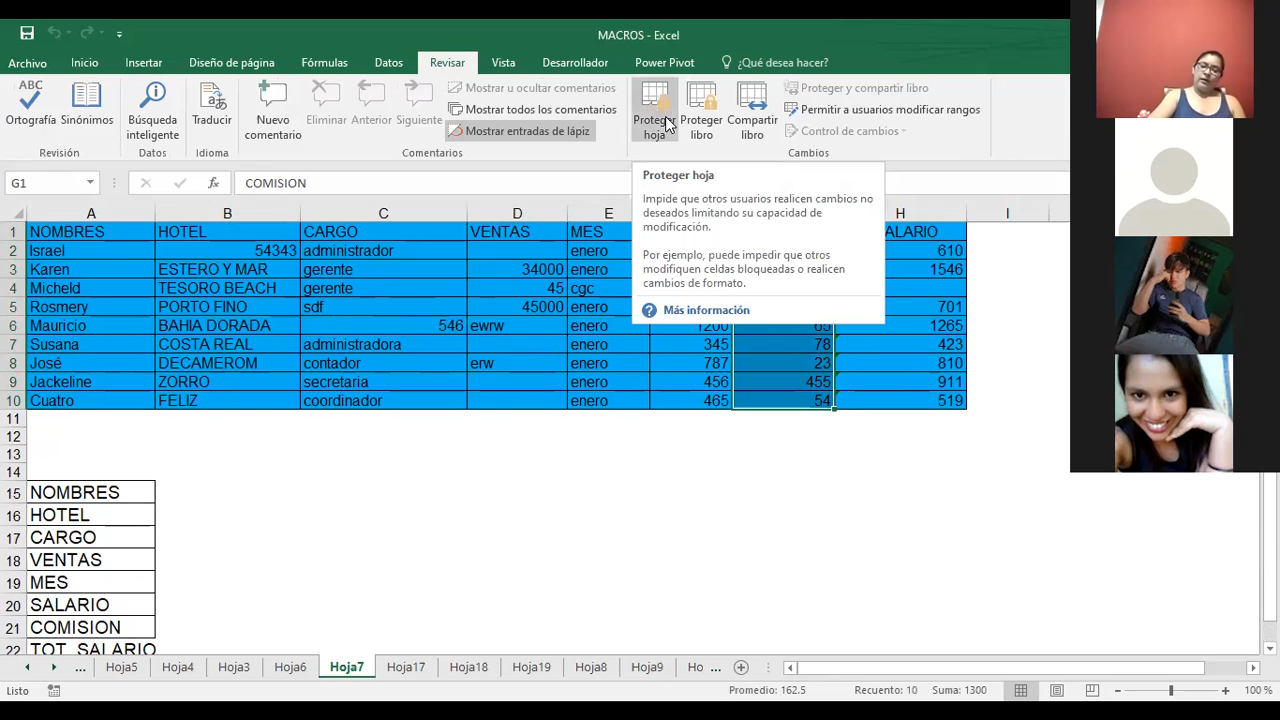 MACROS - Excel
Archivo Inicio Insertar Diseño de página Fórmulas Datos Revisar Vista Desarrollador Power Pivot ¿Qué desea hacer?
ABC
Ortografía Sinónimos Búsqueda inteligente Traducir Nuevo comentario Eliminar Anterior Siguiente
Mostrar u ocultar comentarios
Mostrar todos los comentarios
Mostrar entradas de lápiz
Proteger hoja Proteger libro Compartir libro
Proteger y compartir libro
Permitir a usuarios modificar rangos
Control de cambios
Revisión Datos Idioma Comentarios Cambios
G1 fx COMISION
Proteger hoja
Impide que otros usuarios realicen cambios no
deseados limitando su capacidad de
modificación.
Por ejemplo, puede impedir que otros
modifiquen celdas bloqueadas o realicen
cambios de formato.
? Más información
A B C D E H I
1 NOMBRES HOTEL CARGO VENTAS MES ALARIO
2 Israel 54343 administrador enero 610
3 Karen ESTERO Y MAR gerente 34000 enero 1546
4 Micheld TESORO BEACH gerente 45 cgc
5 Rosmery PORTO FINO sdf 45000 enero 701
6 Mauricio BAHIA DORADA 546 ewrw enero 1200 65 1265
7 Susana COSTA REAL administradora enero 345 78 423
8 José DECAMEROM contador erw enero 787 23 810
9 Jackeline ZORRO secretaria enero 456 455 911
10 Cuatro FELIZ coordinador enero 465 54 519
11
12
13
14
15 NOMBRES
16 HOTEL
17 CARGO
18 VENTAS
19 MES
20 SALARIO
21 COMISION
22 TOT_SALARIO
... Hoja5 Hoja4 Hoja3 Hoja6 Hoja7 Hoja17 Hoja18 Hoja19 Hoja8 Hoja9 Ho ...
Listo Promedio: 162.5 Recuento: 10 Suma: 1300 100 %